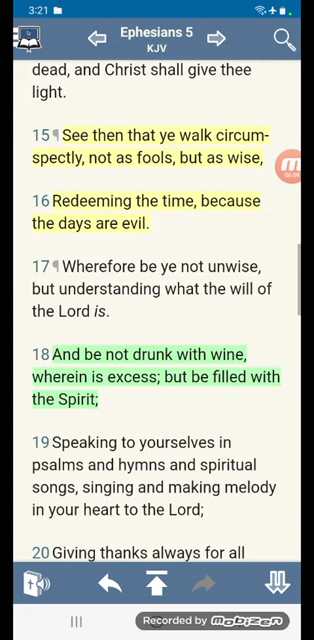 3:21
Ephesians 5
KJV
dead, and Christ shall give thee
light.
15 ¶ See then that ye walk circum-
spectly, not as fools, but as wise,
16 Redeeming the time, because
the days are evil.
17 ¶ Wherefore be ye not unwise,
but understanding what the will of
the Lord is.
18 And be not drunk with wine,
wherein is excess; but be filled with
the Spirit;
19 Speaking to yourselves in
psalms and hymns and spiritual
songs, singing and making melody
in your heart to the Lord;
20 Giving thanks always for all
Recorded by mobizen